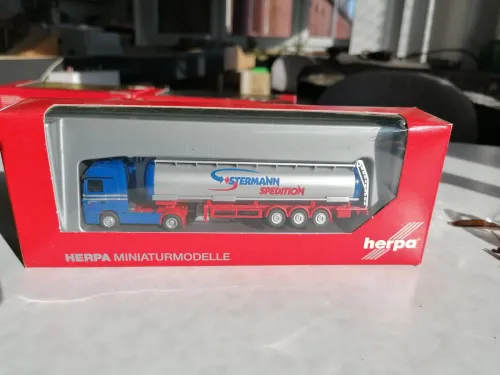 STERMANN
SPEDITION
herpa
HERPA MINIATURMODELLE